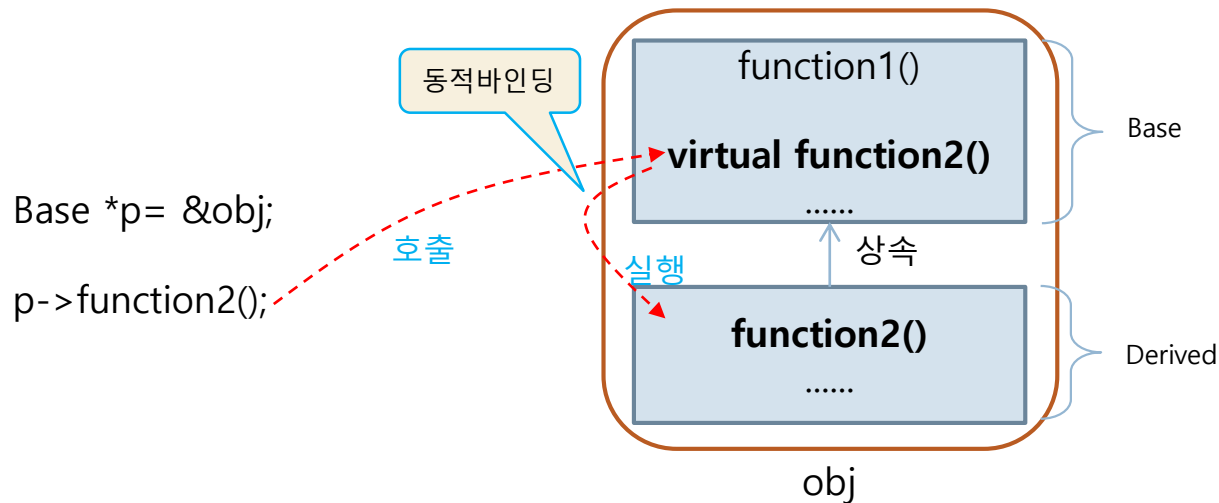 동적바인딩
function1()
virtual function2()
......
Base
Base *p= &obj;
호출
p->function2();
상속
실행
function2()
......
Derived
obj